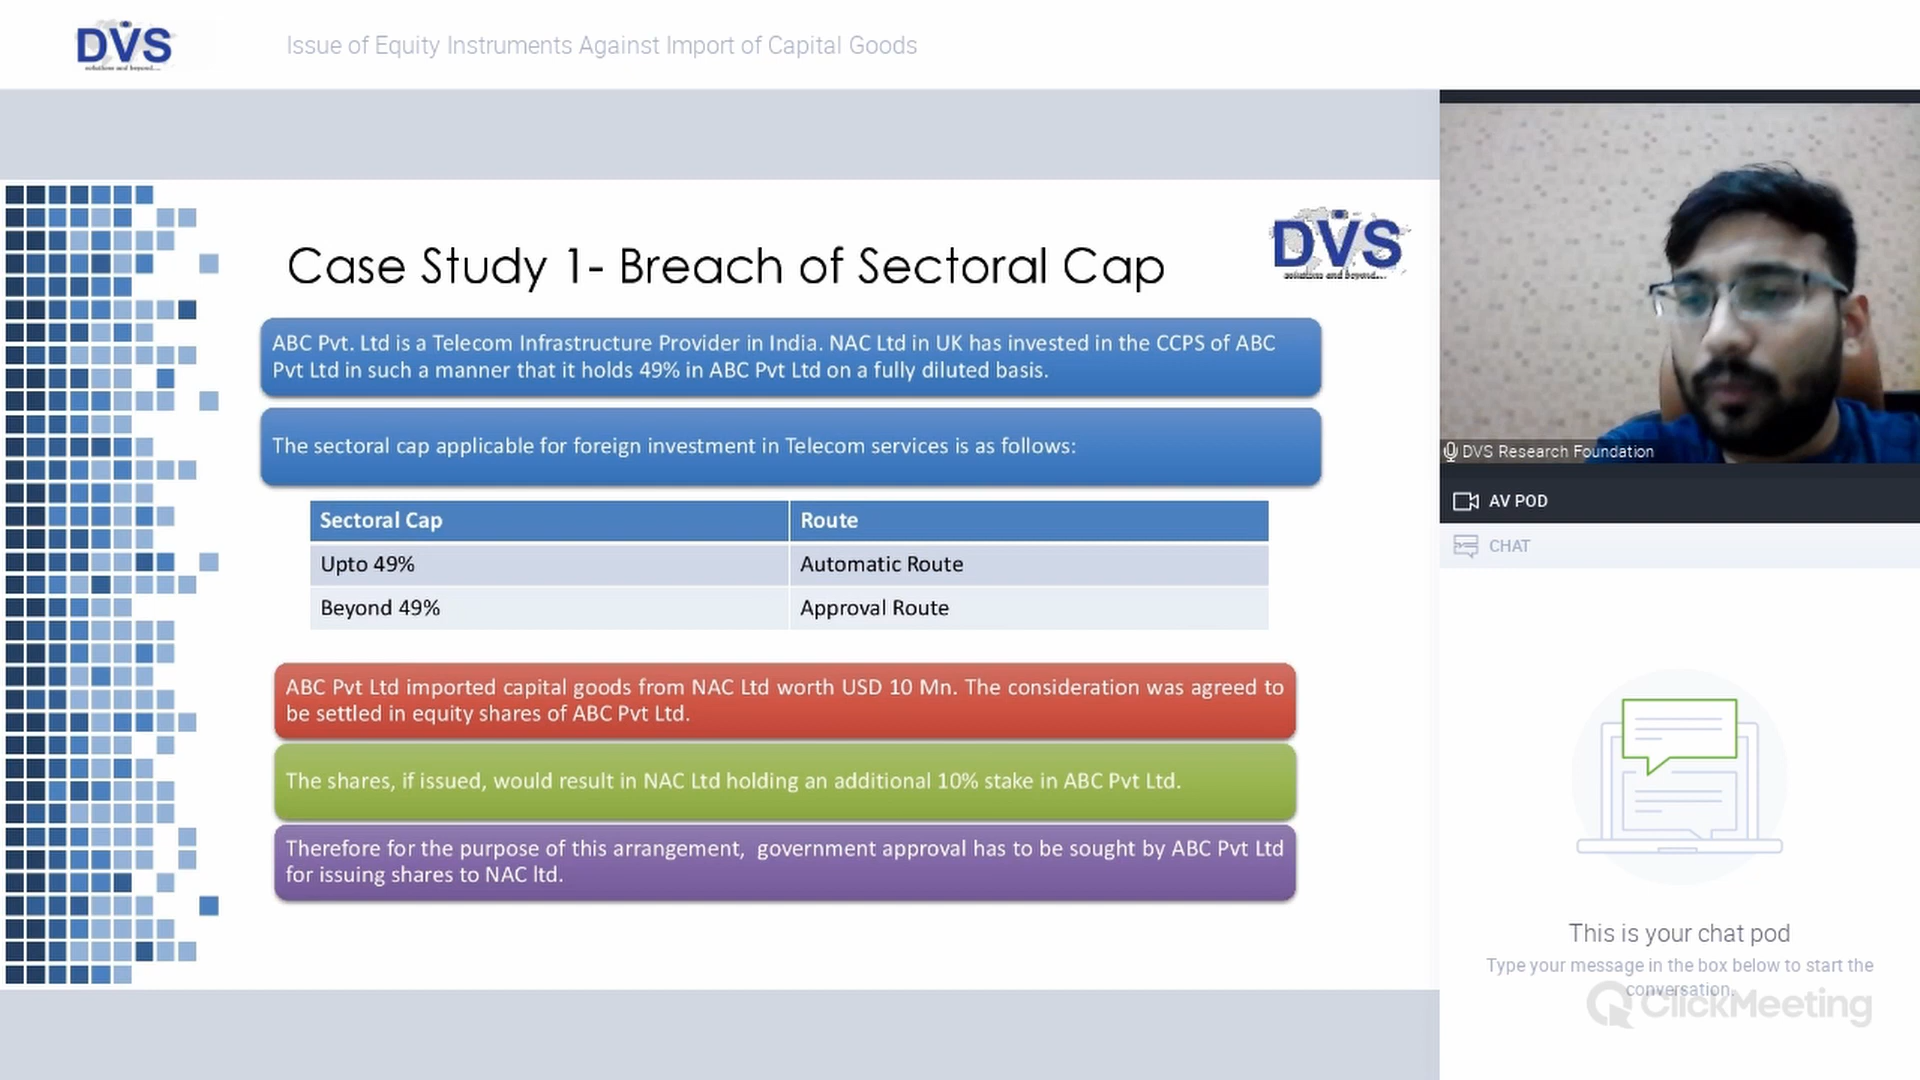 DVS
solutions and beyond...
Issue of Equity Instruments Against Import of Capital Goods
DVS
solutions and beyond...
Case Study 1- Breach of Sectoral Cap
ABC Pvt. Ltd is a Telecom Infrastructure Provider in India. NAC Ltd in UK has invested in the CCPS of ABC
Pvt Ltd in such a manner that it holds 49% in ABC Pvt Ltd on a fully diluted basis.
The sectoral cap applicable for foreign investment in Telecom services is as follows:
Sectoral Cap Route
Upto 49% Automatic Route
Beyond 49% Approval Route
ABC Pvt Ltd imported capital goods from NAC Ltd worth USD 10 Mn. The consideration was agreed to
be settled in equity shares of ABC Pvt Ltd.
The shares, if issued, would result in NAC Ltd holding an additional 10% stake in ABC Pvt Ltd.
Therefore for the purpose of this arrangement, government approval has to be sought by ABC Pvt Ltd
for issuing shares to NAC ltd.
DVS Research Foundation
AV POD
CHAT
This is your chat pod
Type your message in the box below to start the
conversation.
ClickMeeting